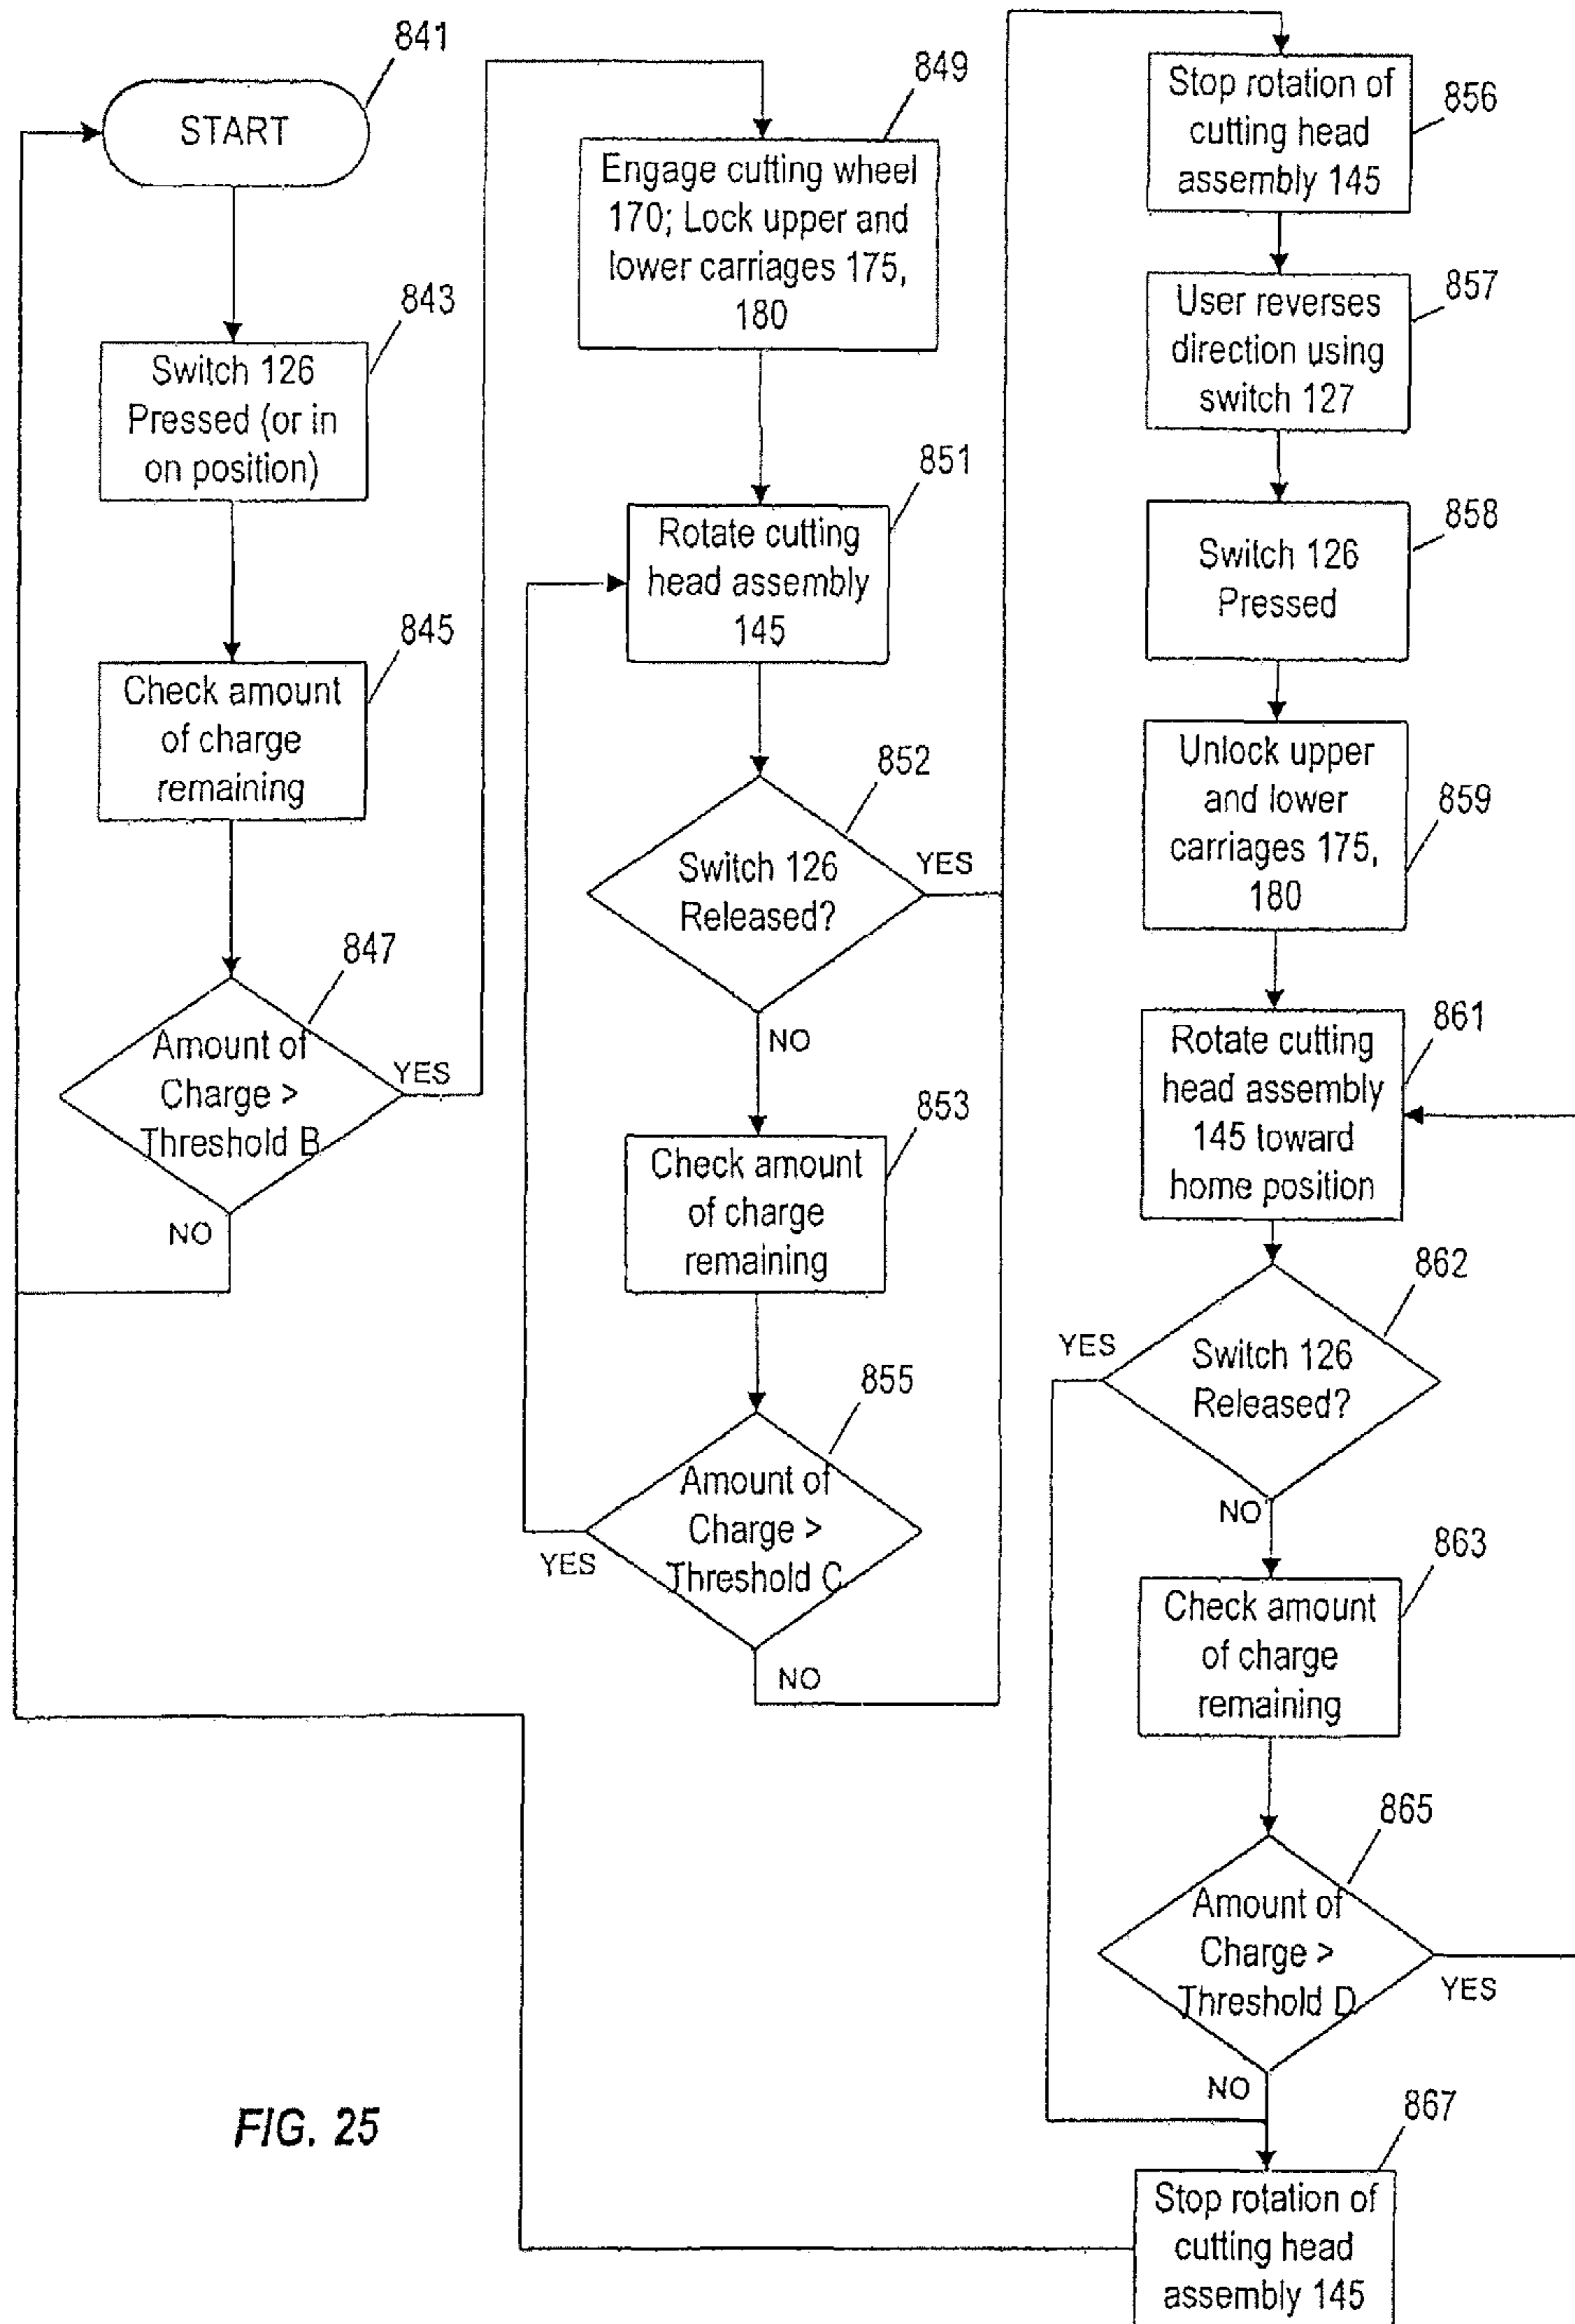 841
START
843
Switch 126
Pressed (or in
on position)
845
Check amount
of charge
remaining
847
Amount of
Charge >
Threshold B
YES
NO
849
Engage cutting wheel
170; Lock upper and
lower carriages 175,
180
851
Rotate cutting
head assembly
145
852
Switch 126
Released?
YES
NO
853
Check amount
of charge
remaining
855
Amount of
Charge >
Threshold C
YES
NO
856
Stop rotation of
cutting head
assembly 145
857
User reverses
direction using
switch 127
858
Switch 126
Pressed
859
Unlock upper
and lower
carriages 175,
180
861
Rotate cutting
head assembly
145 toward
home position
862
Switch 126
Released?
YES
NO
863
Check amount
of charge
remaining
865
Amount of
Charge >
Threshold D
YES
NO
867
Stop rotation of
cutting head
assembly 145
FIG. 25